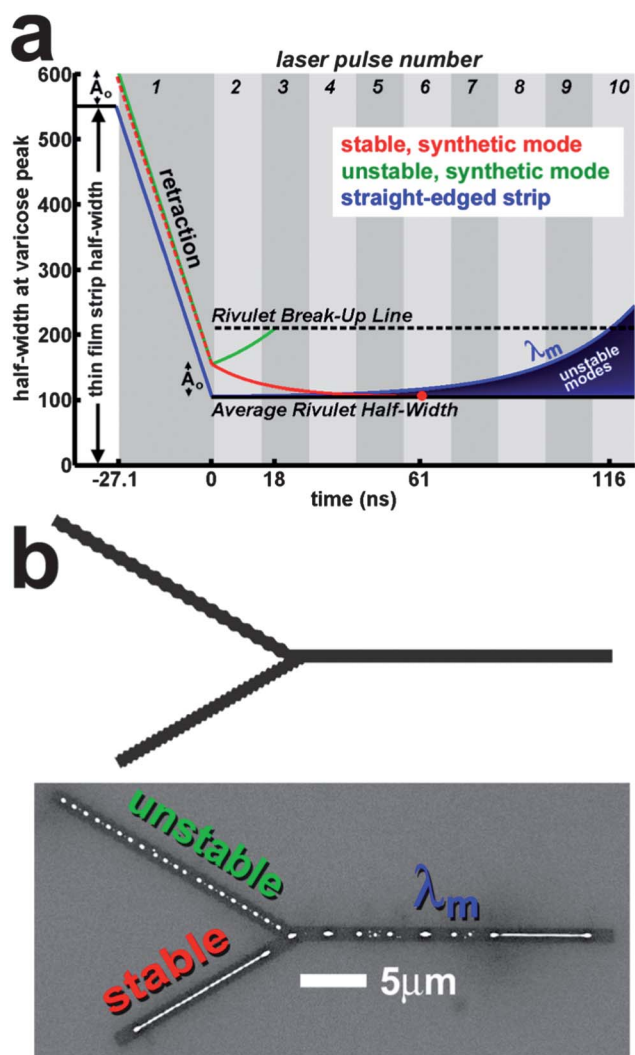 a
laser pulse number
1 2 3 4 5 6 7 8 9 10
600
500
400
300
200
100
0
Ao
half-width at varicose peak
thin film strip half-width
stable, synthetic mode
unstable, synthetic mode
straight-edged strip
retraction
Rivulet Break-Up Line
λm
unstable
modes
Ao
Average Rivulet Half-Width
-27.1 0 18 61 116
time (ns)
b
unstable
λm
stable
5μm